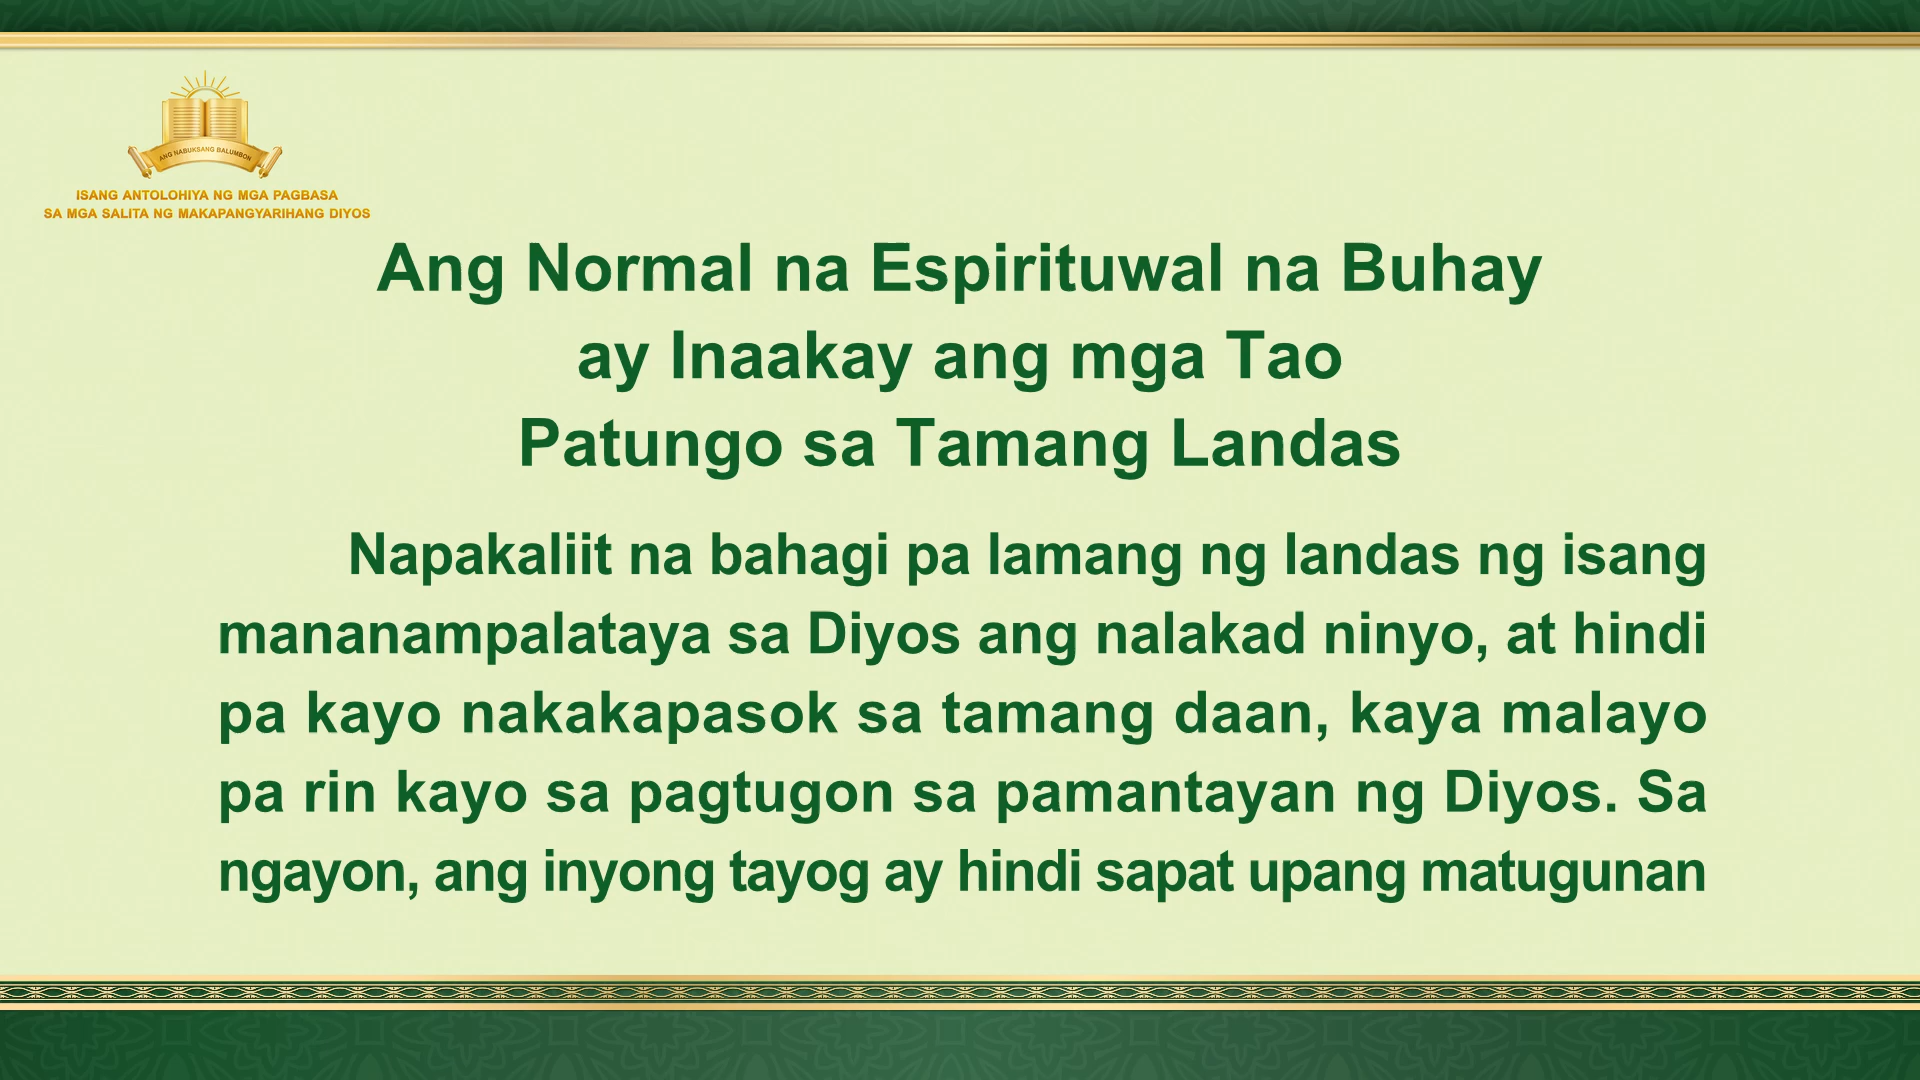 ANG NABUKSANG BALUMBON
ISANG ANTOLOHIYA NG MGA PAGBASA
SA MGA SALITA NG MAKAPANGYARIHANG DIYOS
Ang Normal na Espirituwal na Buhay
ay Inaakay ang mga Tao
Patungo sa Tamang Landas
Napakaliit na bahagi pa lamang ng landas ng isang
mananampalataya sa Diyos ang nalakad ninyo, at hindi
pa kayo nakakapasok sa tamang daan, kaya malayo
pa rin kayo sa pagtugon sa pamantayan ng Diyos. Sa
ngayon, ang inyong tayog ay hindi sapat upang matugunan